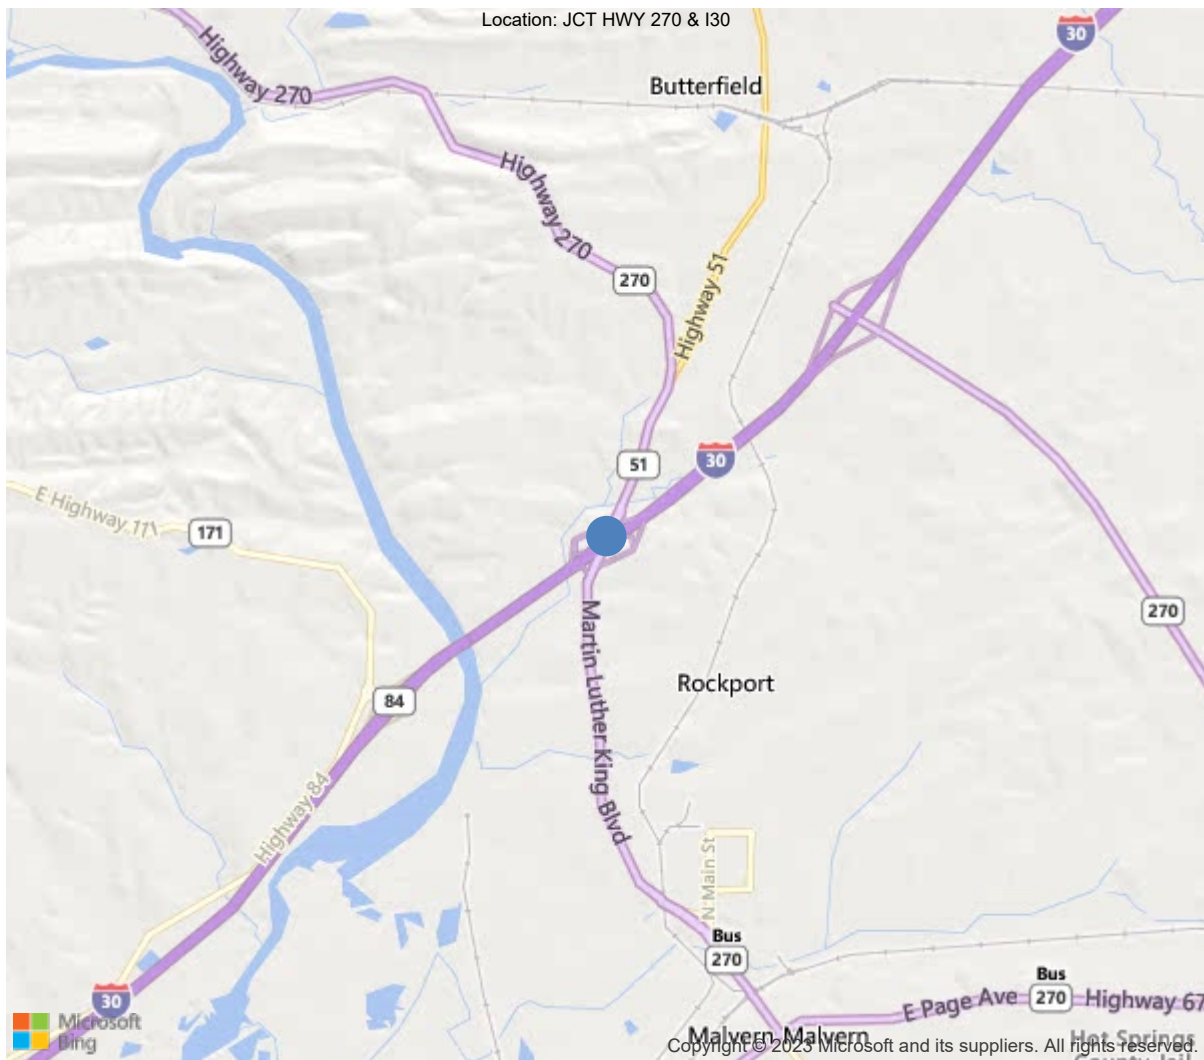 Location: JCT HWY 270 & I30
30
Highway 270
Butterfield
Highway 270
270
Highway 51
51
30
E Highway 11
171
270
Martin Luther King Blvd
Rockport
84
Highway 84
N Main St
Bus
270
Bus
30
E Page Ave
270
Highway 67
Microsoft
Bing
Malvern
Malvern
Hot Springs
Copyright © 2023 Microsoft and its suppliers. All rights reserved.